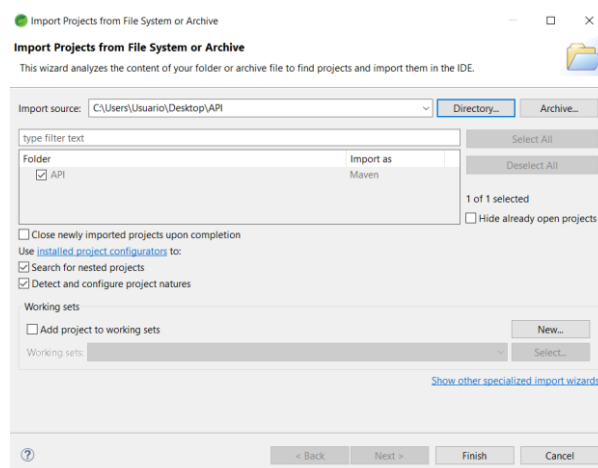 Import Projects from File System or Archive
Import Projects from File System or Archive
This wizard analyzes the content of your folder or archive file to find projects and import them in the IDE.
Import source: C:\Users\Usuario\Desktop\API Directory... Archive...
type filter text Select All
Folder Import as Deselect All
API Maven
1 of 1 selected
Hide already open projects
Close newly imported projects upon completion
Use installed project configurators to:
Search for nested projects
Detect and configure project natures
Working sets
Add project to working sets New...
Working sets: Select...
Show other specialized import wizards
? < Back Next > Finish Cancel